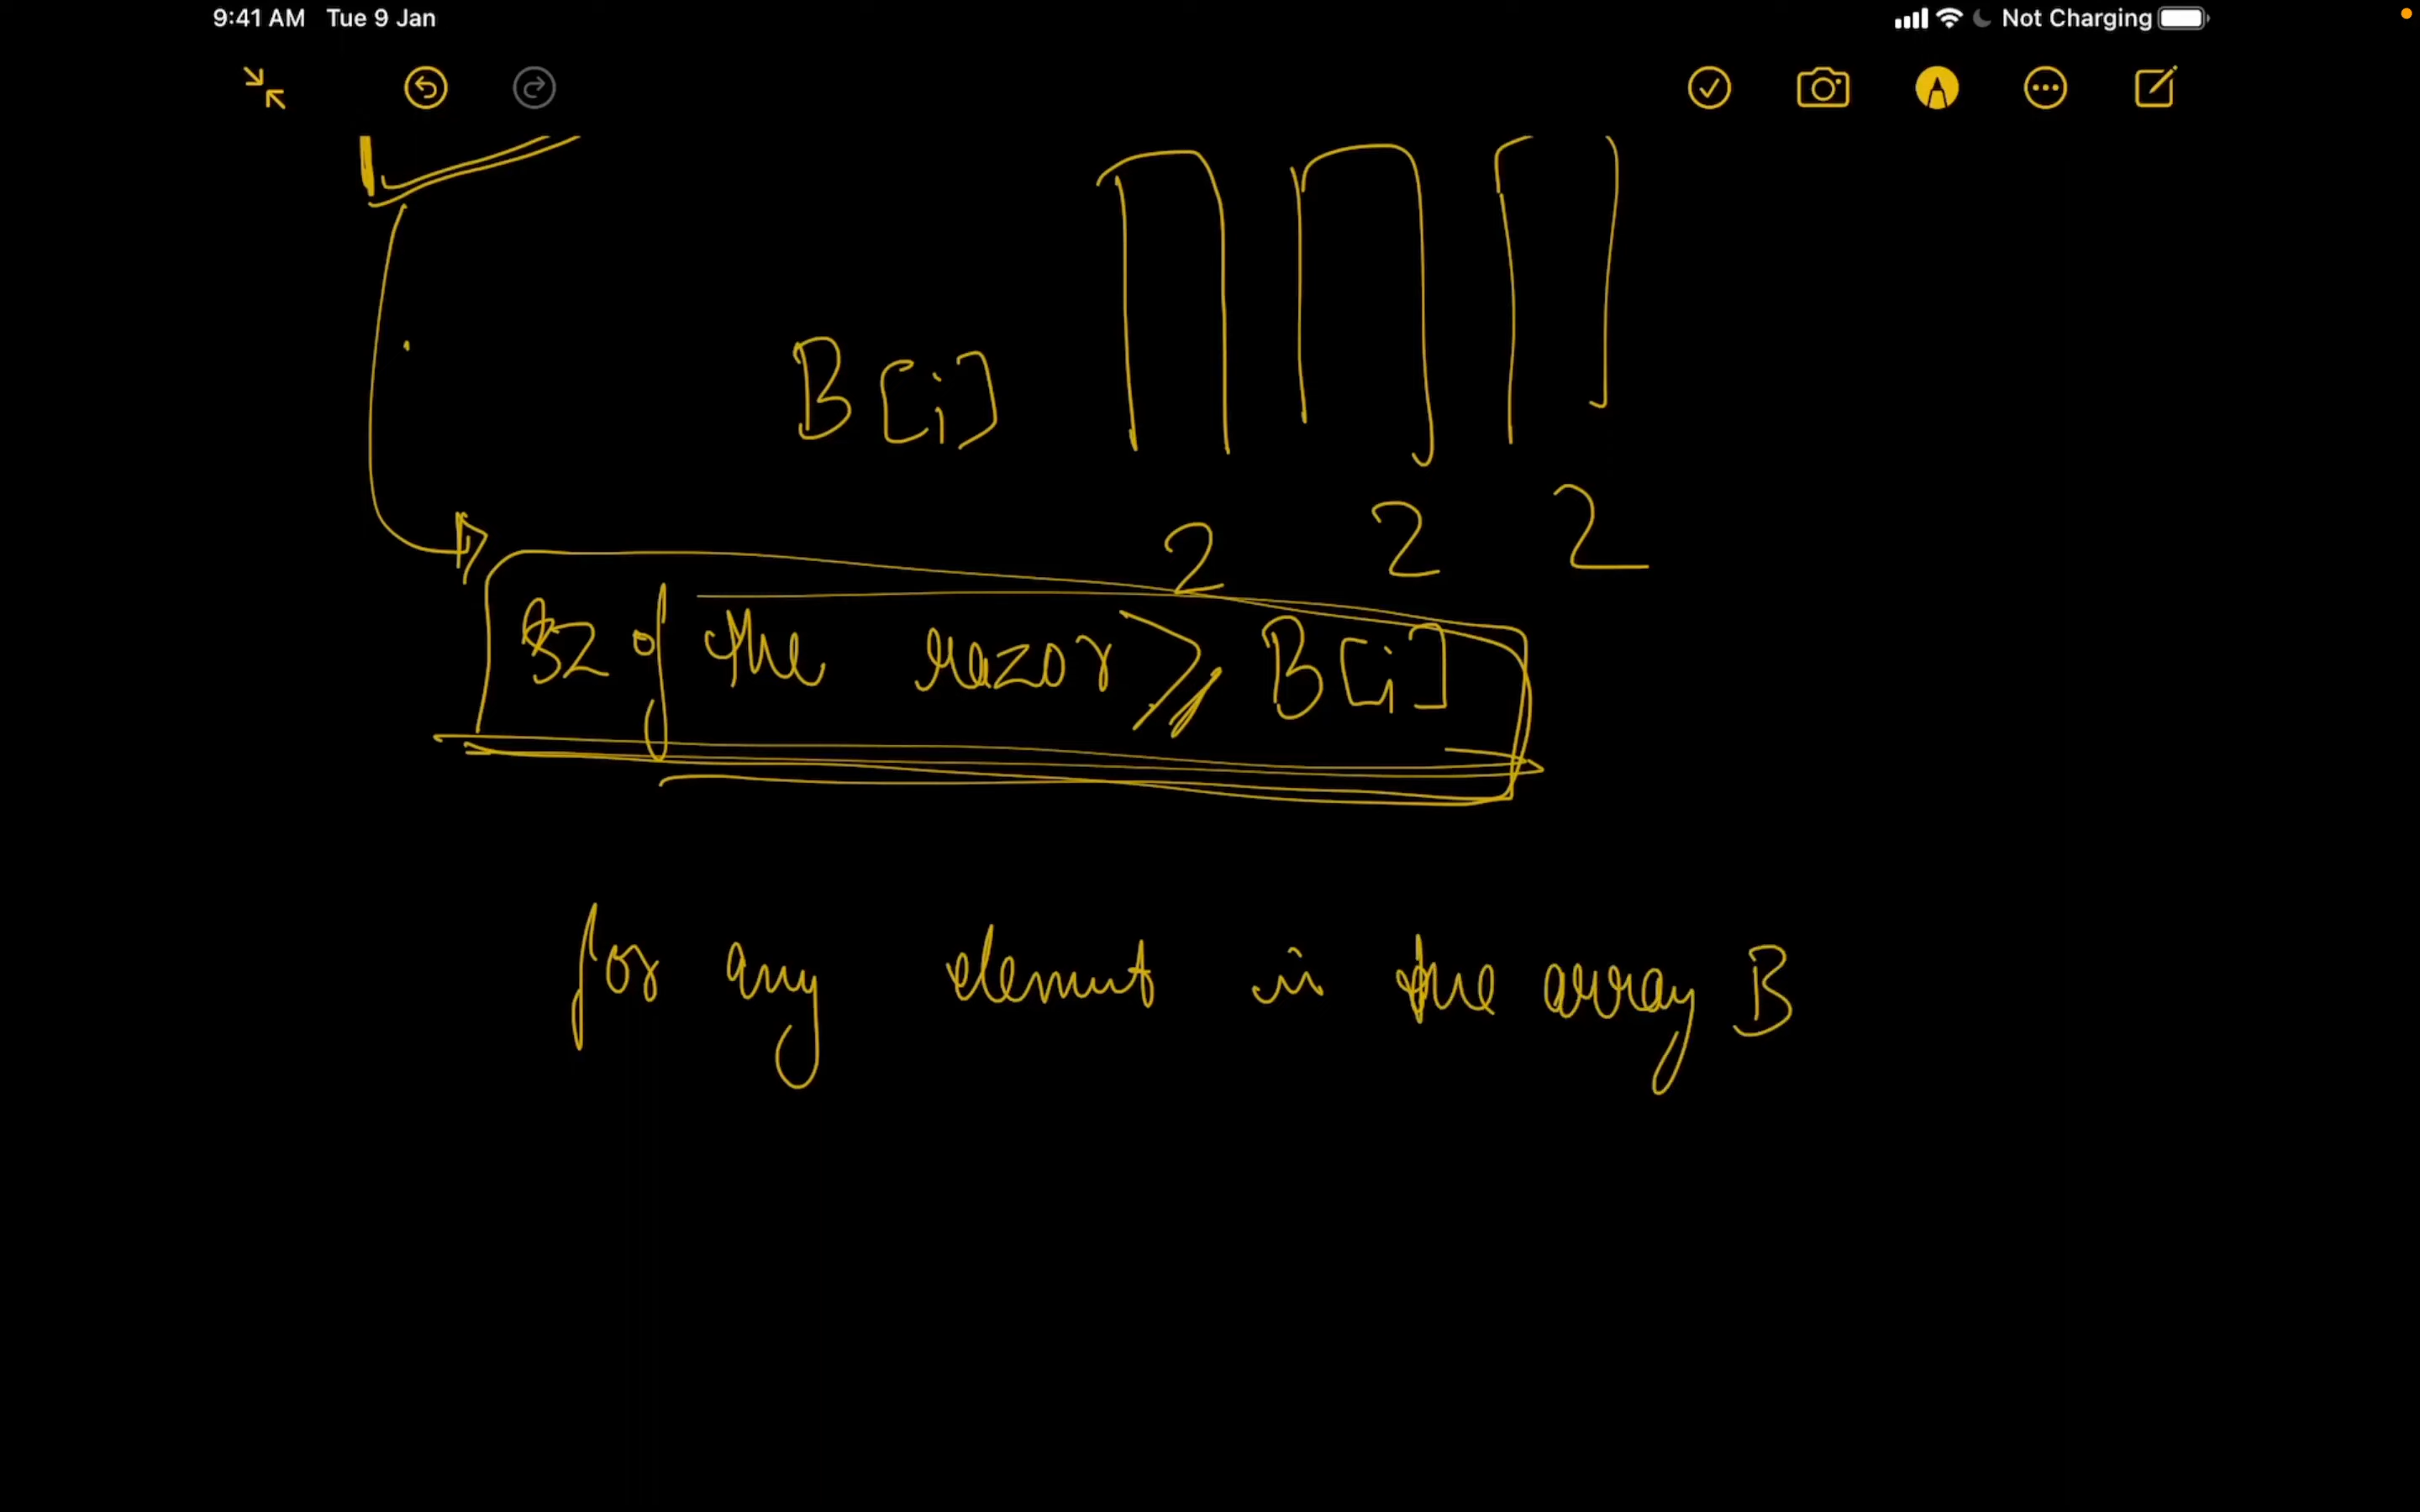 9:41 AM Tue 9 Jan Not Charging
B[i]
2 2 2
SZ of the razor ≥ B[i]
for any element in the array B